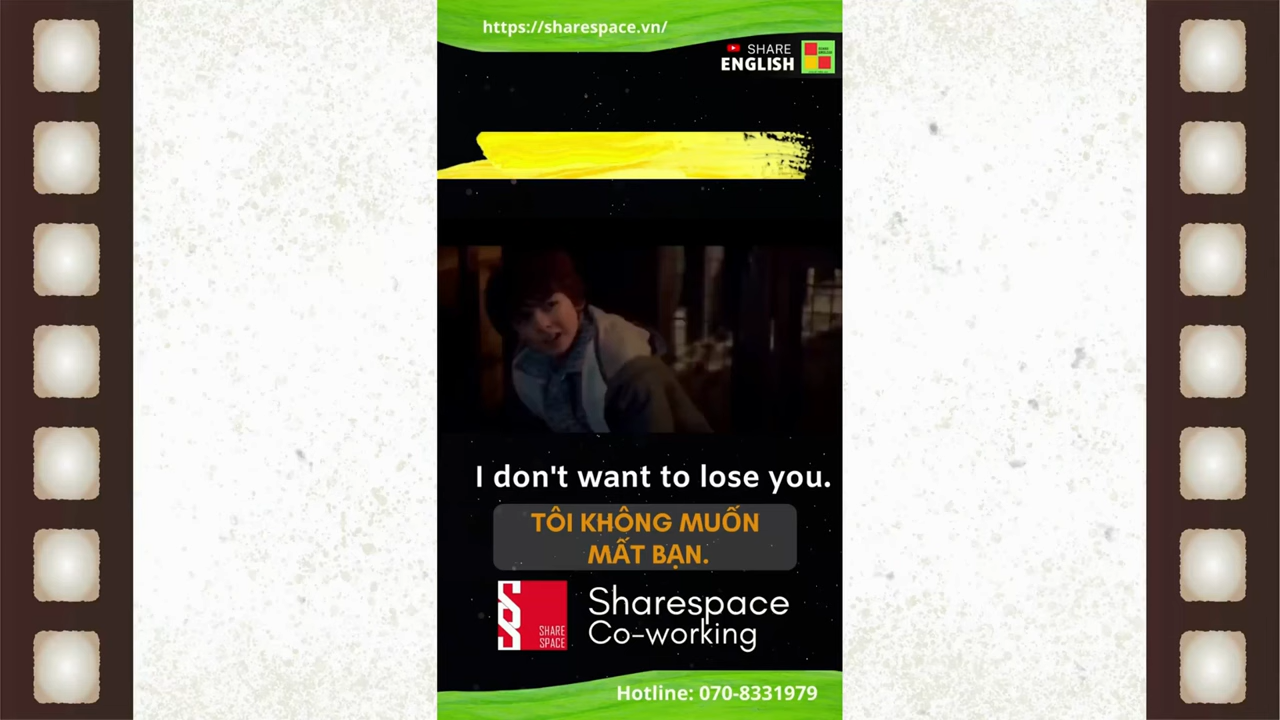 https://sharespace.vn/
SHARE
ENGLISH
I don't want to lose you.
TÔI KHÔNG MUỐN
MẤT BẠN.
SHARE
SPACE
Sharespace
Co-working
Hotline: 070-8331979